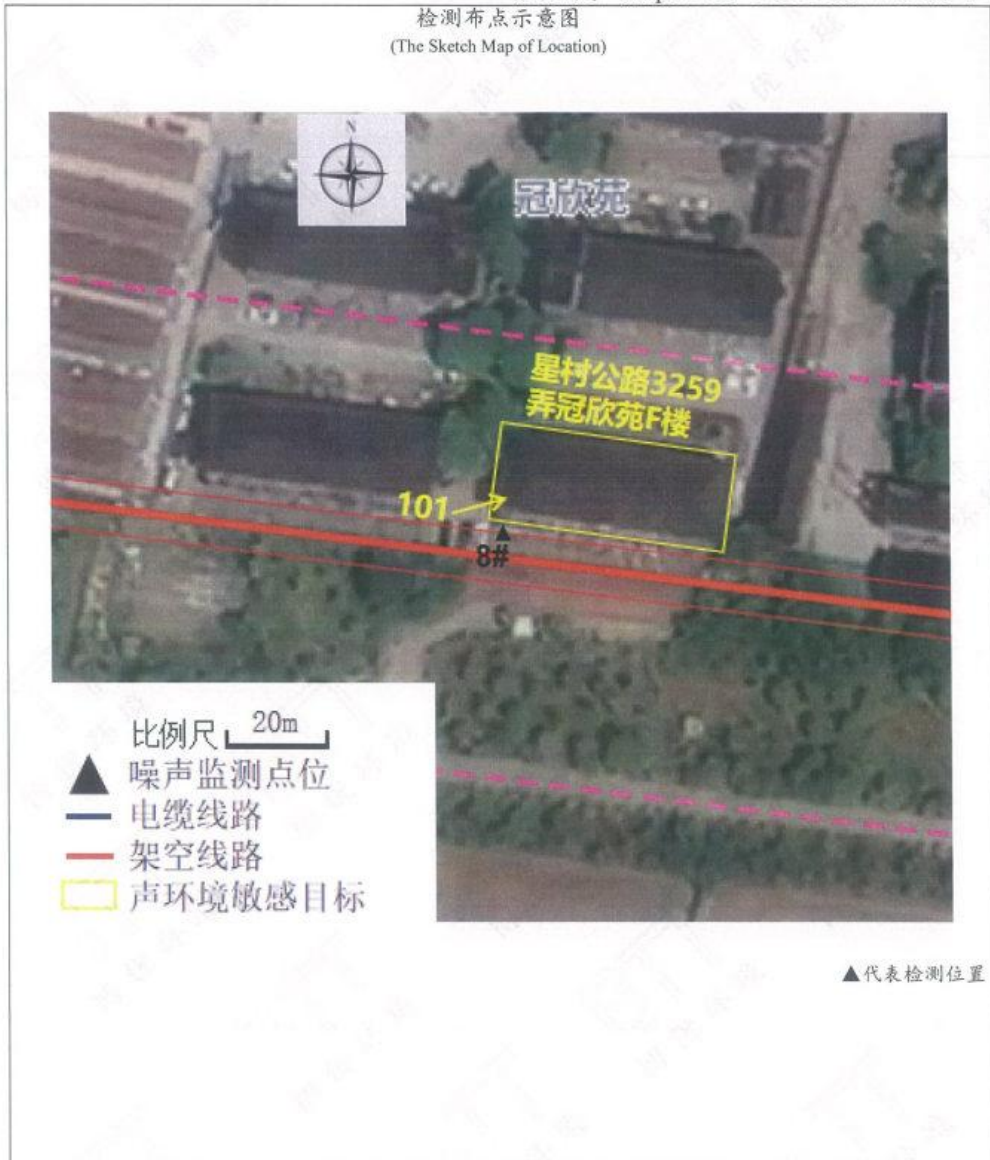 检测布点示意图
(The Sketch Map of Location)
N
冠欣苑
星村公路3259
弄冠欣苑F楼
101
8#
比例尺 20m
噪声监测点位
电缆线路
架空线路
声环境敏感目标
▲代表检测位置